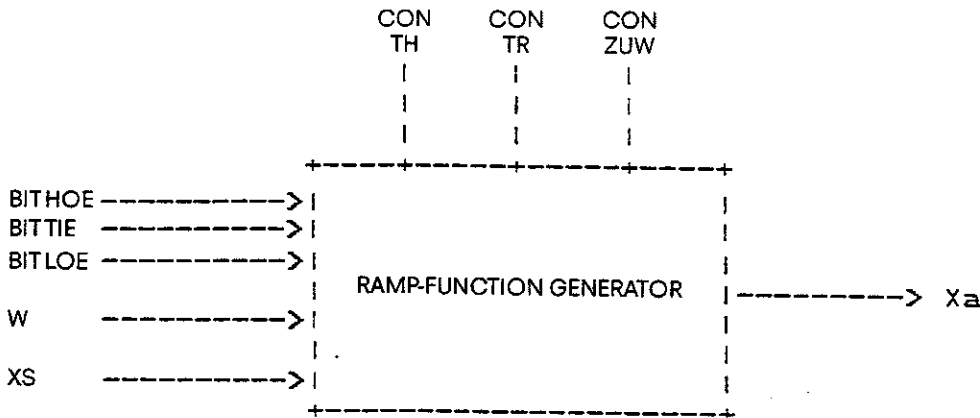 CON CON CON
TH TR ZUW
BITHOE
BITTIE
BITLOE
RAMP-FUNCTION GENERATOR
Xa
W
XS